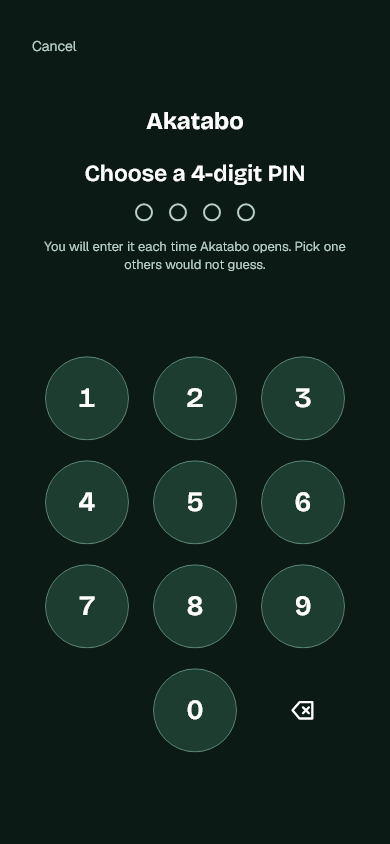 Cancel
Akatabo
Choose a 4-digit PIN
You will enter it each time Akatabo opens. Pick one
others would not guess.
1 2 3
4 5 6
7 8 9
0